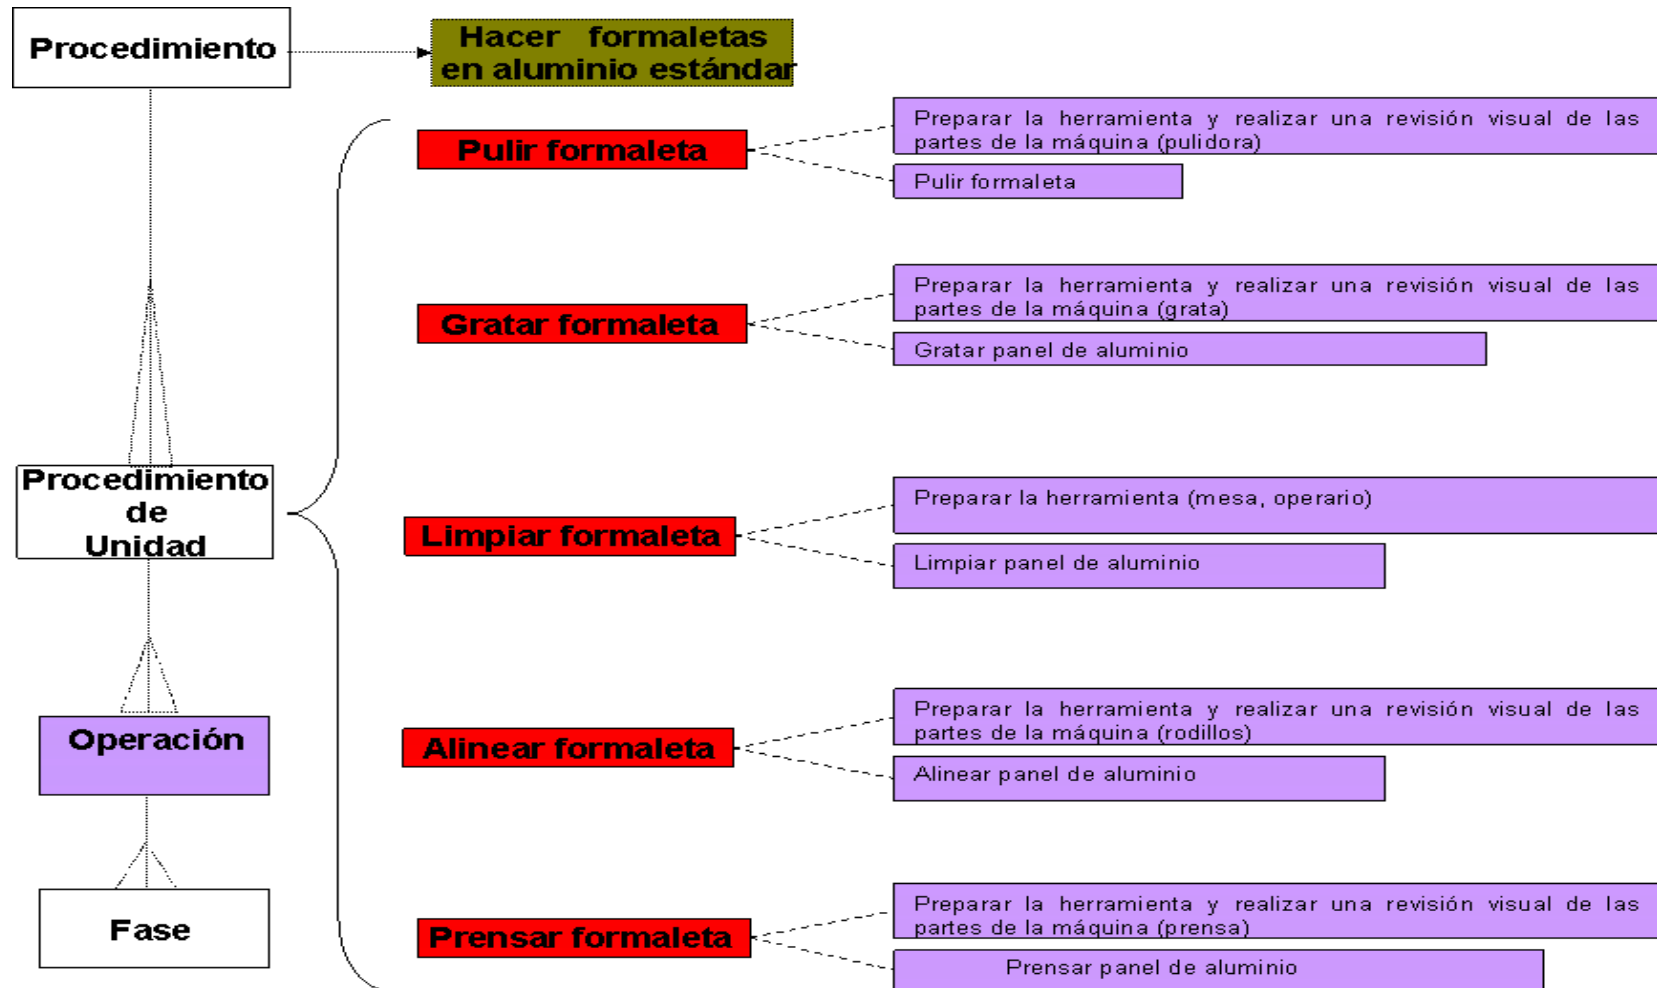 Procedimiento
Hacer formaletas
en aluminio estándar
Pulir formaleta
Preparar la herramienta y realizar una revisión visual de las
partes de la máquina (pulidora)
Pulir formaleta
Gratar formaleta
Preparar la herramienta y realizar una revisión visual de las
partes de la máquina (grata)
Gratar panel de aluminio
Procedimiento
de
Unidad
Limpiar formaleta
Preparar la herramienta (mesa, operario)
Limpiar panel de aluminio
Operación
Alinear formaleta
Preparar la herramienta y realizar una revisión visual de las
partes de la máquina (rodillos)
Alinear panel de aluminio
Fase
Prensar formaleta
Preparar la herramienta y realizar una revisión visual de las
partes de la máquina (prensa)
Prensar panel de aluminio